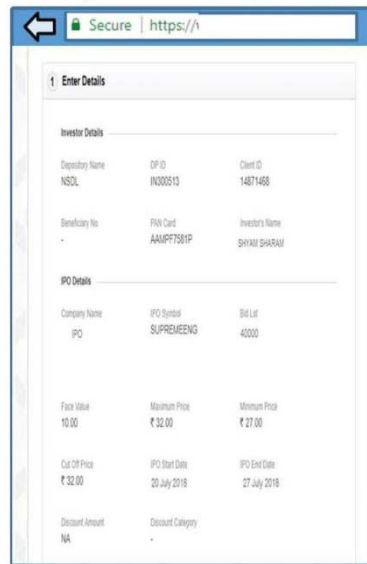 Secure | https://
1 Enter Details
Investor Details
Depository Name DP ID Client ID
NSDL IN300513 14871468
Beneficiary No PAN Card Investor's Name
- AAMPF7581P SHYAM SHARAM
IPO Details
Company Name IPO Symbol Bid Lot
IPO SUPREMEENG 40000
Face Value Maximum Price Minimum Price
10.00 ₹ 32.00 ₹ 27.00
Cut Off Price IPO Start Date IPO End Date
₹ 32.00 20 July 2018 27 July 2018
Discount Amount Discount Category
NA -